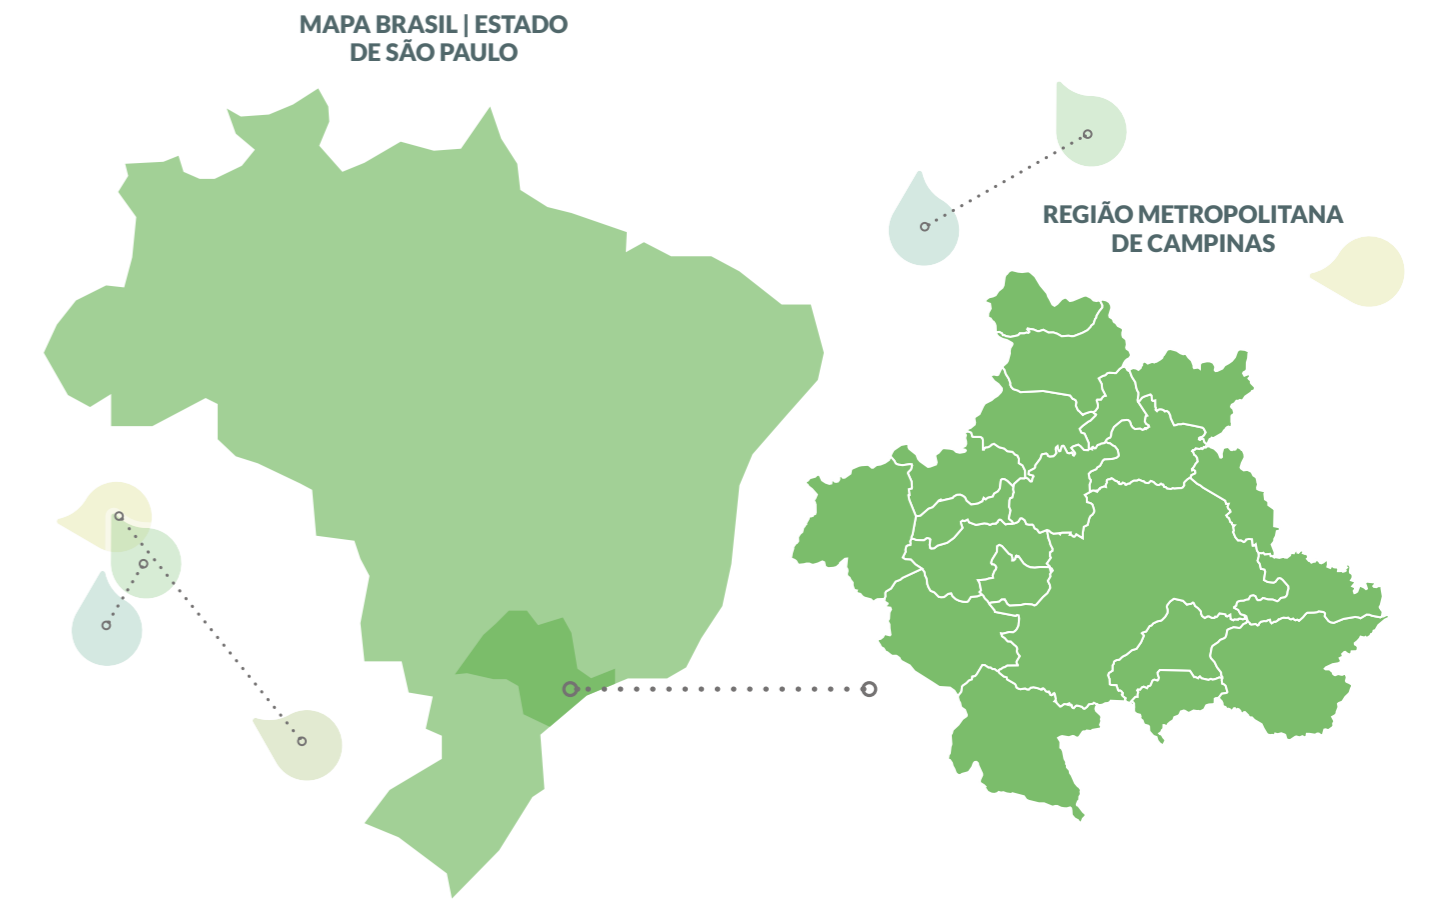 MAPA BRASIL | ESTADO
DE SÃO PAULO
REGIÃO METROPOLITANA
DE CAMPINAS